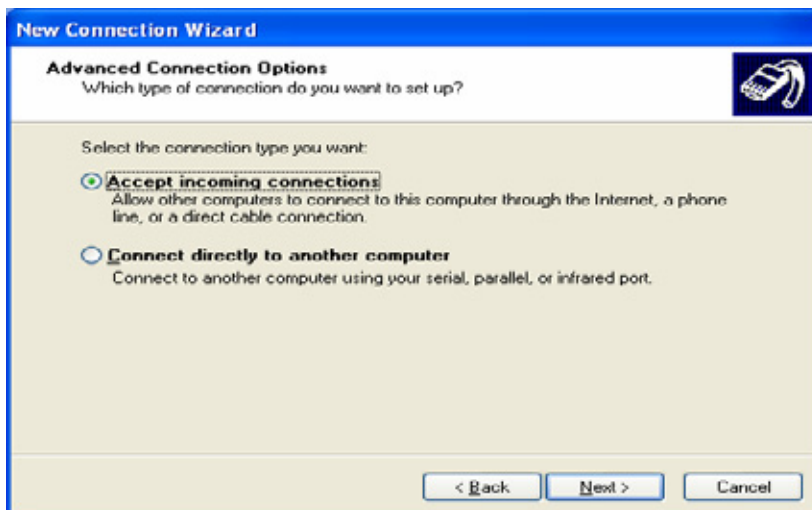 New Connection Wizard
Advanced Connection Options
Which type of connection do you want to set up?
Select the connection type you want:
Accept incoming connections
Allow other computers to connect to this computer through the Internet, a phone
line, or a direct cable connection.
Connect directly to another computer
Connect to another computer using your serial, parallel, or infrared port.
< Back
Next >
Cancel